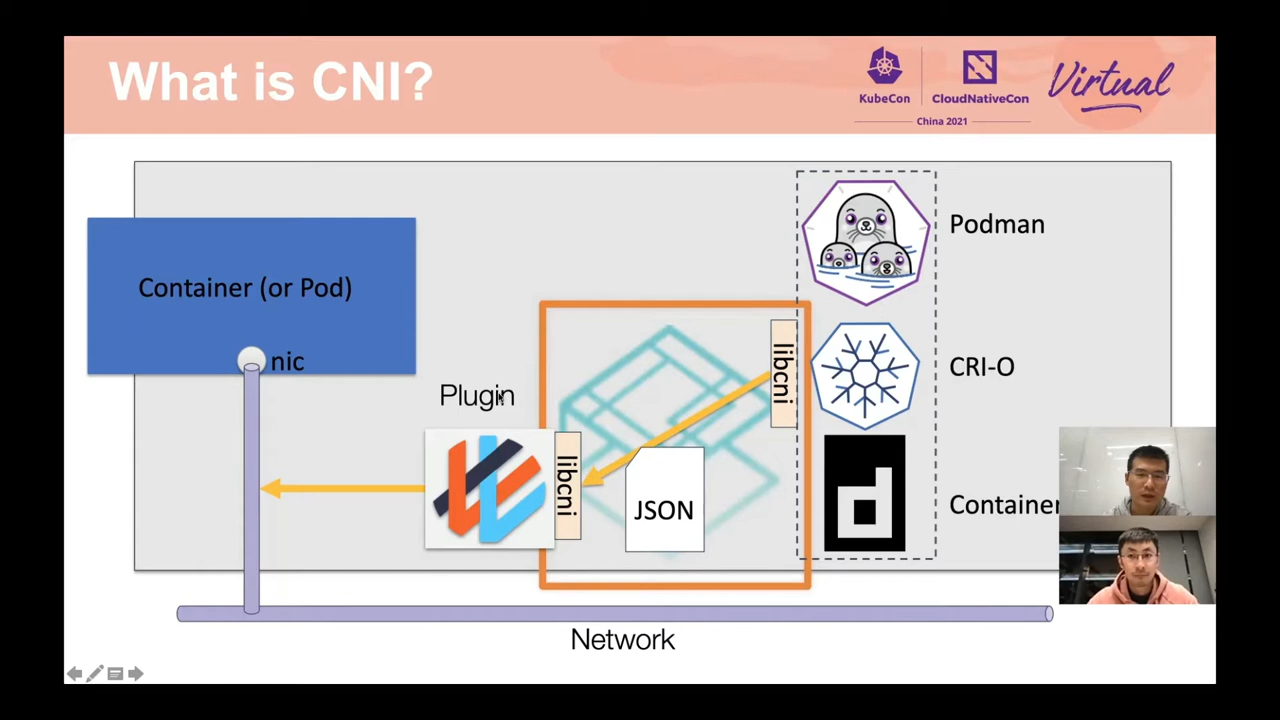 What is CNI?
KubeCon
CloudNativeCon
China 2021
Virtual
Podman
Container (or Pod)
nic
libcni
CRI-O
Plugin
libcni
JSON
Container
Network